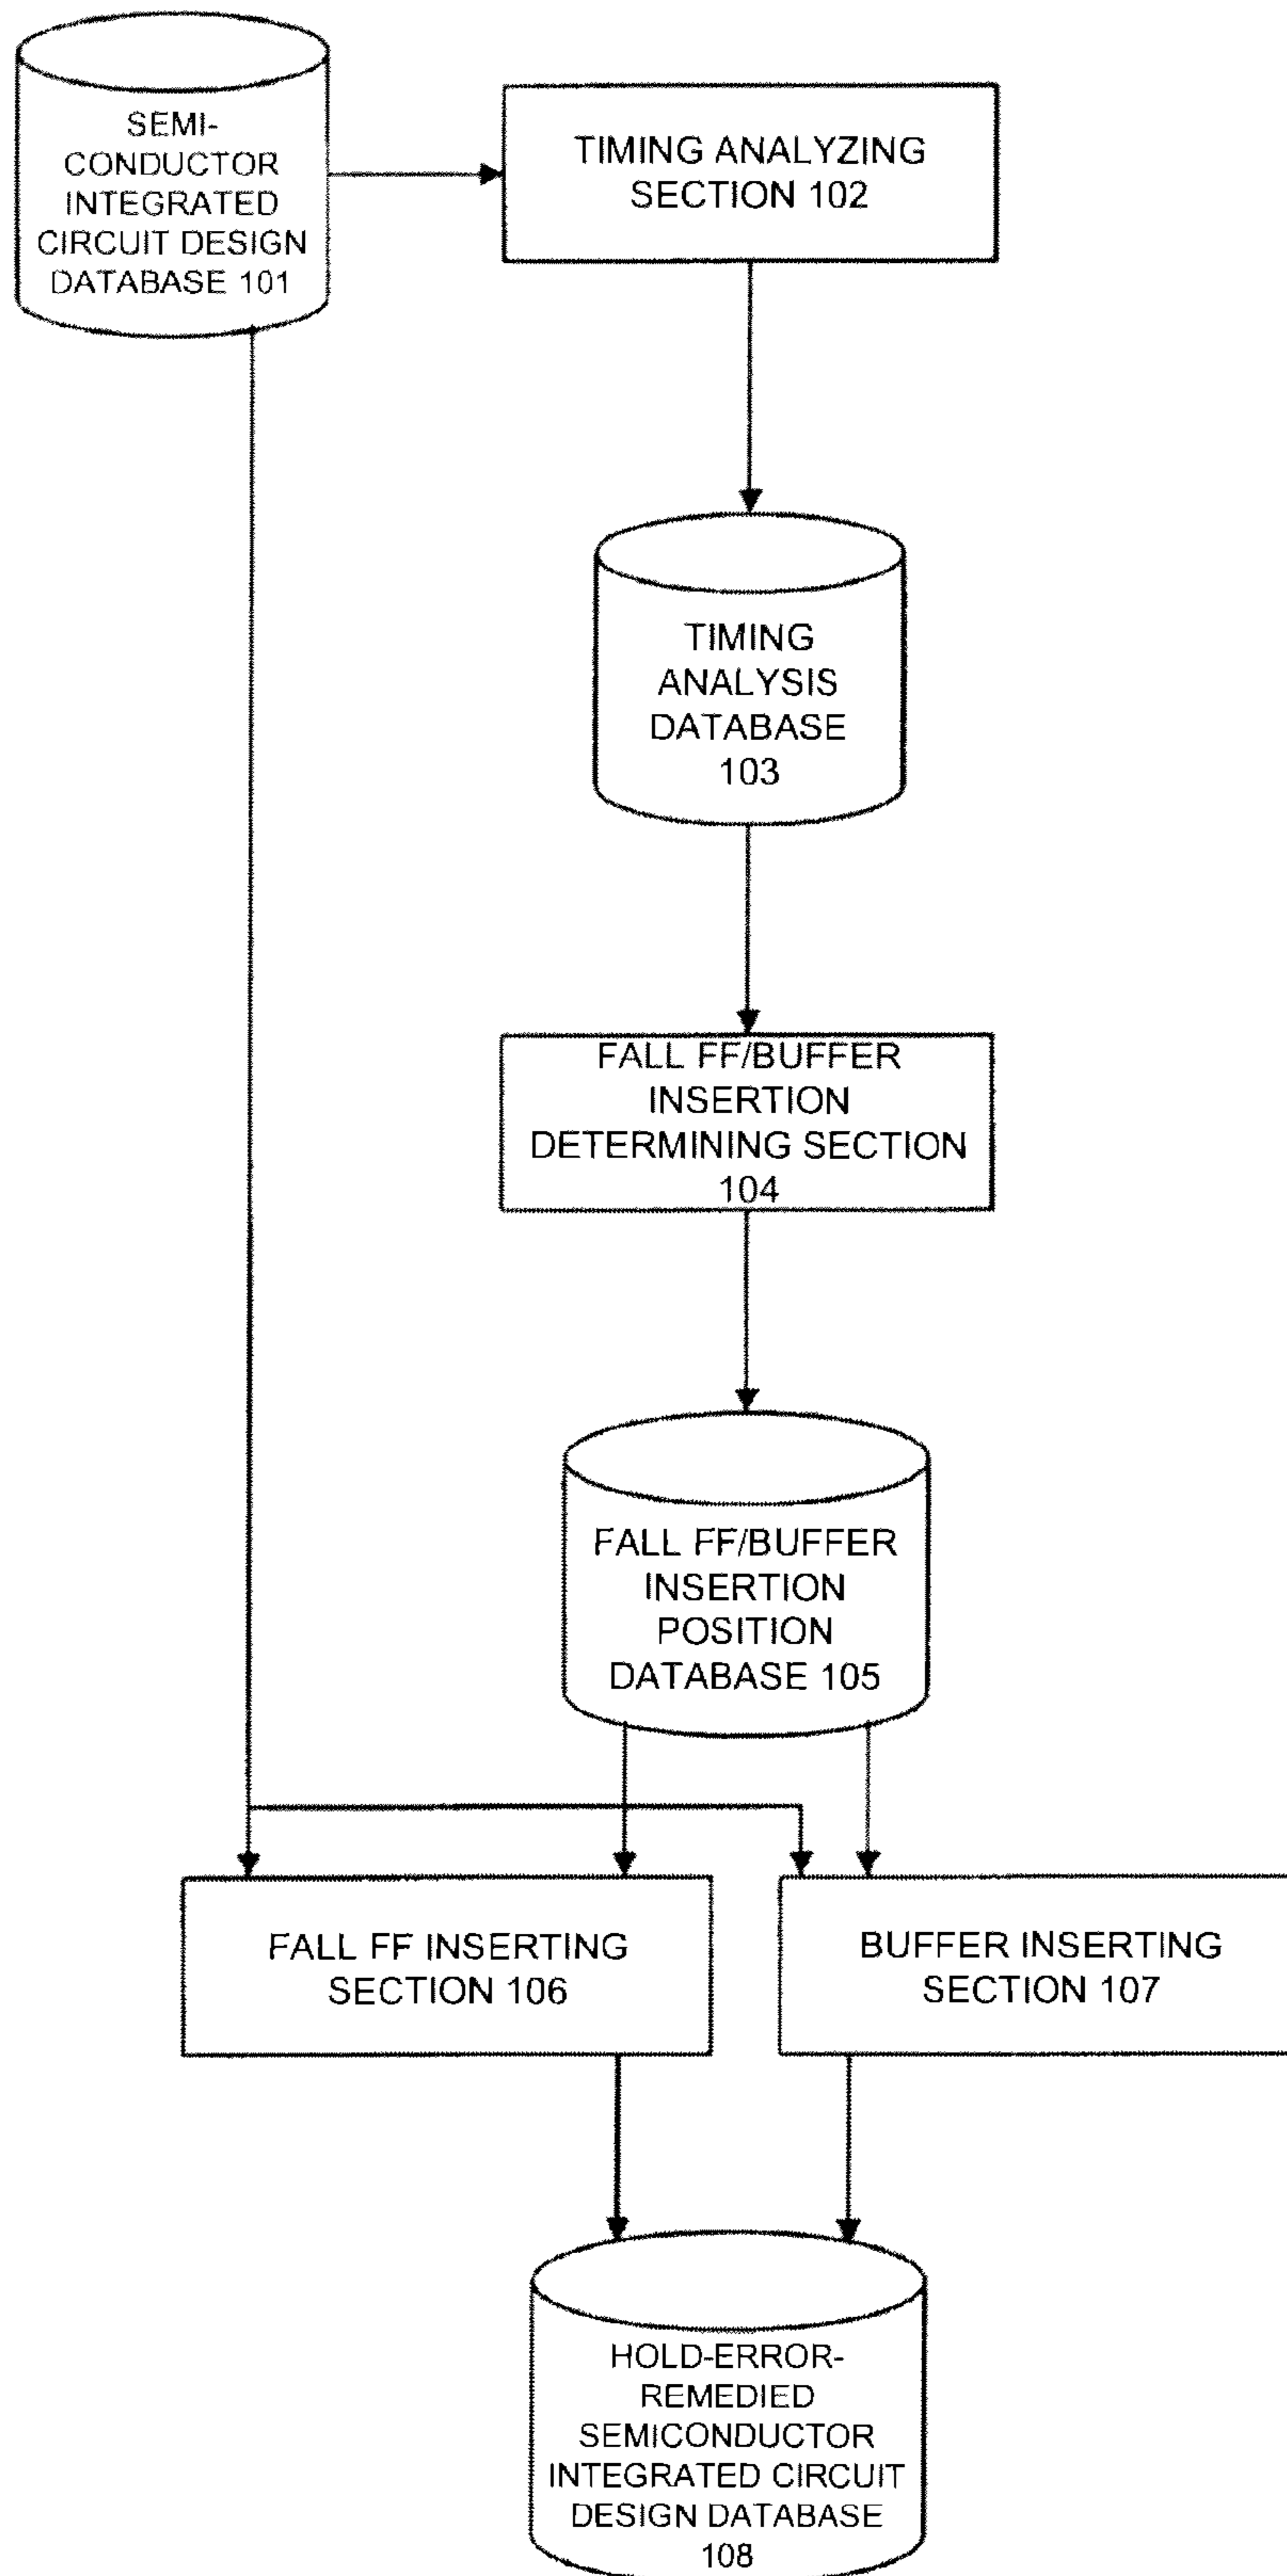 SEMI-
CONDUCTOR
INTEGRATED
CIRCUIT DESIGN
DATABASE 101
TIMING ANALYZING
SECTION 102
TIMING
ANALYSIS
DATABASE
103
FALL FF/BUFFER
INSERTION
DETERMINING SECTION
104
FALL FF/BUFFER
INSERTION
POSITION
DATABASE 105
FALL FF INSERTING
SECTION 106
BUFFER INSERTING
SECTION 107
HOLD-ERROR-
REMEDIED
SEMICONDUCTOR
INTEGRATED CIRCUIT
DESIGN DATABASE
108